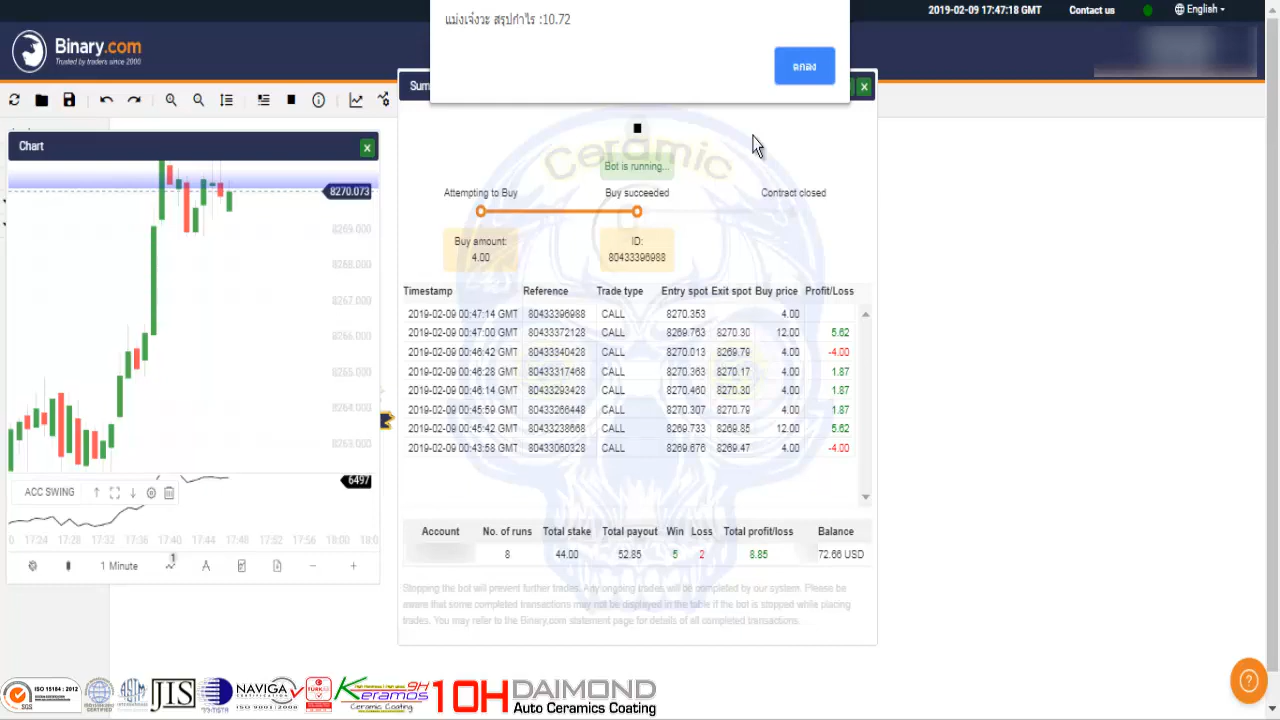 แม่งเจ๋งวะ สรุปกำไร :10.72
ตกลง
Binary.com
Trusted by traders since 2000
2019-02-09 17:47:18 GMT
Contact us
English
Sum
Chart
8270.073
8269.000
8268.000
8267.000
8266.000
8265.000
8264.000
8263.000
ACC SWING
6497
17:24 17:28 17:32 17:36 17:40 17:44 17:48 17:52 17:56 18:00 18:0
1
1 Minute
Ceramic
Bot is running...
Attempting to Buy Buy succeeded Contract closed
Buy amount:
4.00
ID:
80433396988
Timestamp Reference Trade type Entry spot Exit spot Buy price Profit/Loss
2019-02-09 00:47:14 GMT 80433396988 CALL 8270.353 4.00
2019-02-09 00:47:00 GMT 80433372128 CALL 8269.763 8270.30 12.00 5.62
2019-02-09 00:46:42 GMT 80433340428 CALL 8270.013 8269.79 4.00 -4.00
2019-02-09 00:46:28 GMT 80433317468 CALL 8270.363 8270.17 4.00 1.87
2019-02-09 00:46:14 GMT 80433293428 CALL 8270.460 8270.30 4.00 1.87
2019-02-09 00:45:59 GMT 80433266448 CALL 8270.307 8270.79 4.00 1.87
2019-02-09 00:45:42 GMT 80433238668 CALL 8269.733 8269.85 12.00 5.62
2019-02-09 00:43:58 GMT 80433060328 CALL 8269.676 8269.47 4.00 -4.00
Account No. of runs Total stake Total payout Win Loss Total profit/loss Balance
8 44.00 52.85 5 2 8.85 72.66 USD
Stopping the bot will prevent further trades. Any ongoing trades will be completed by our system. Please be
aware that some completed transactions may not be displayed in the table if the bot is stopped while placing
trades. You may refer to the Binary.com statement page for details of all completed transactions.
ISO 15184 : 2012
SGS
ASTM
JIS
NAVIGA
ISO 9001:2000
TÜRK
Keramos 9H
Ceramic Coating
10H DAIMOND
Auto Ceramics Coating